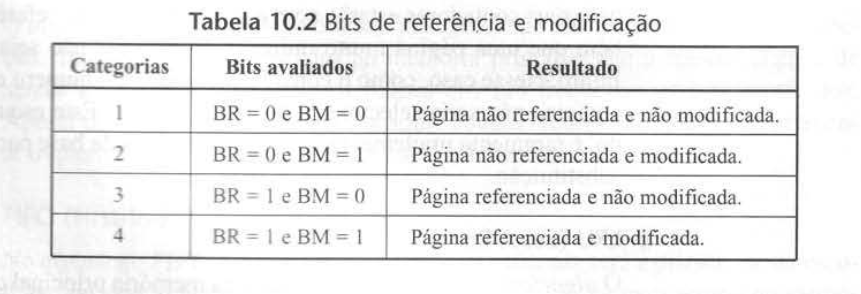 Tabela 10.2 Bits de referência e modificação
Categorias Bits avaliados Resultado
1 BR = 0 e BM = 0 Página não referenciada e não modificada.
2 BR = 0 e BM = 1 Página não referenciada e modificada.
3 BR = 1 e BM = 0 Página referenciada e não modificada.
4 BR = 1 e BM = 1 Página referenciada e modificada.